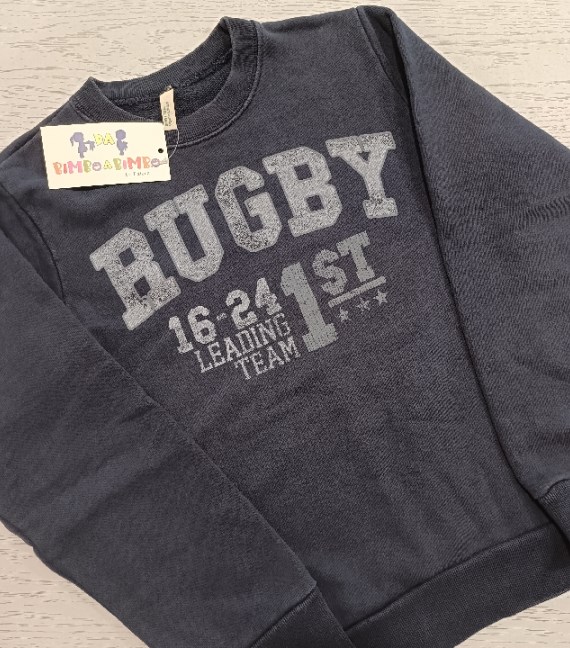 DA
BIMBO A BIMBO
RUGBY
16-24
LEADING
TEAM
1ST